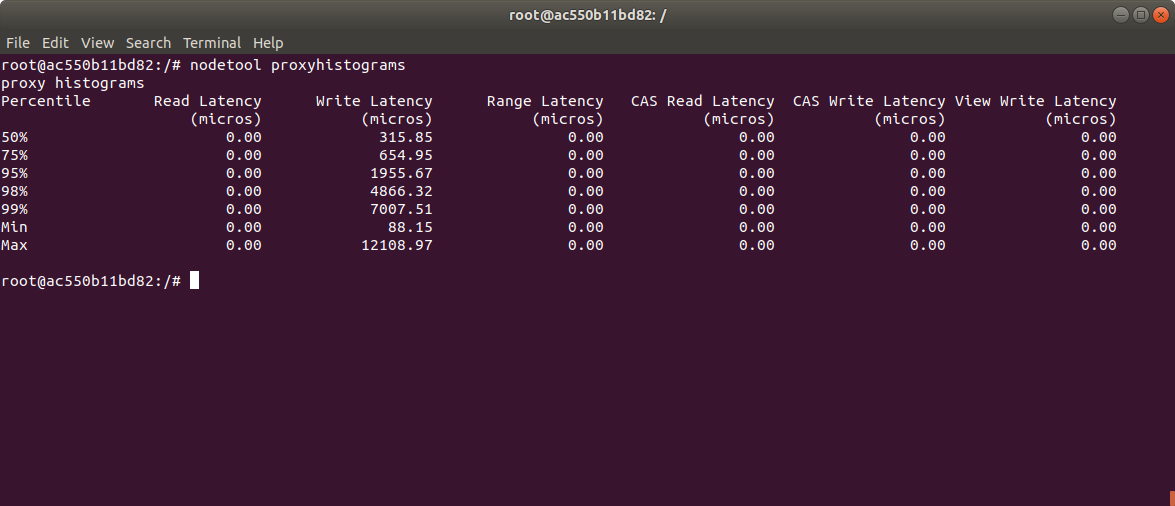 root@ac550b11bd82: /
File Edit View Search Terminal Help
root@ac550b11bd82:/# nodetool proxyhistograms
proxy histograms
Percentile       Read Latency      Write Latency      Range Latency   CAS Read Latency  CAS Write Latency View Write Latency
                     (micros)           (micros)           (micros)           (micros)           (micros)           (micros)
50%                      0.00             315.85               0.00               0.00               0.00               0.00
75%                      0.00             654.95               0.00               0.00               0.00               0.00
95%                      0.00            1955.67               0.00               0.00               0.00               0.00
98%                      0.00            4866.32               0.00               0.00               0.00               0.00
99%                      0.00            7007.51               0.00               0.00               0.00               0.00
Min                      0.00              88.15               0.00               0.00               0.00               0.00
Max                      0.00           12108.97               0.00               0.00               0.00               0.00
root@ac550b11bd82:/#